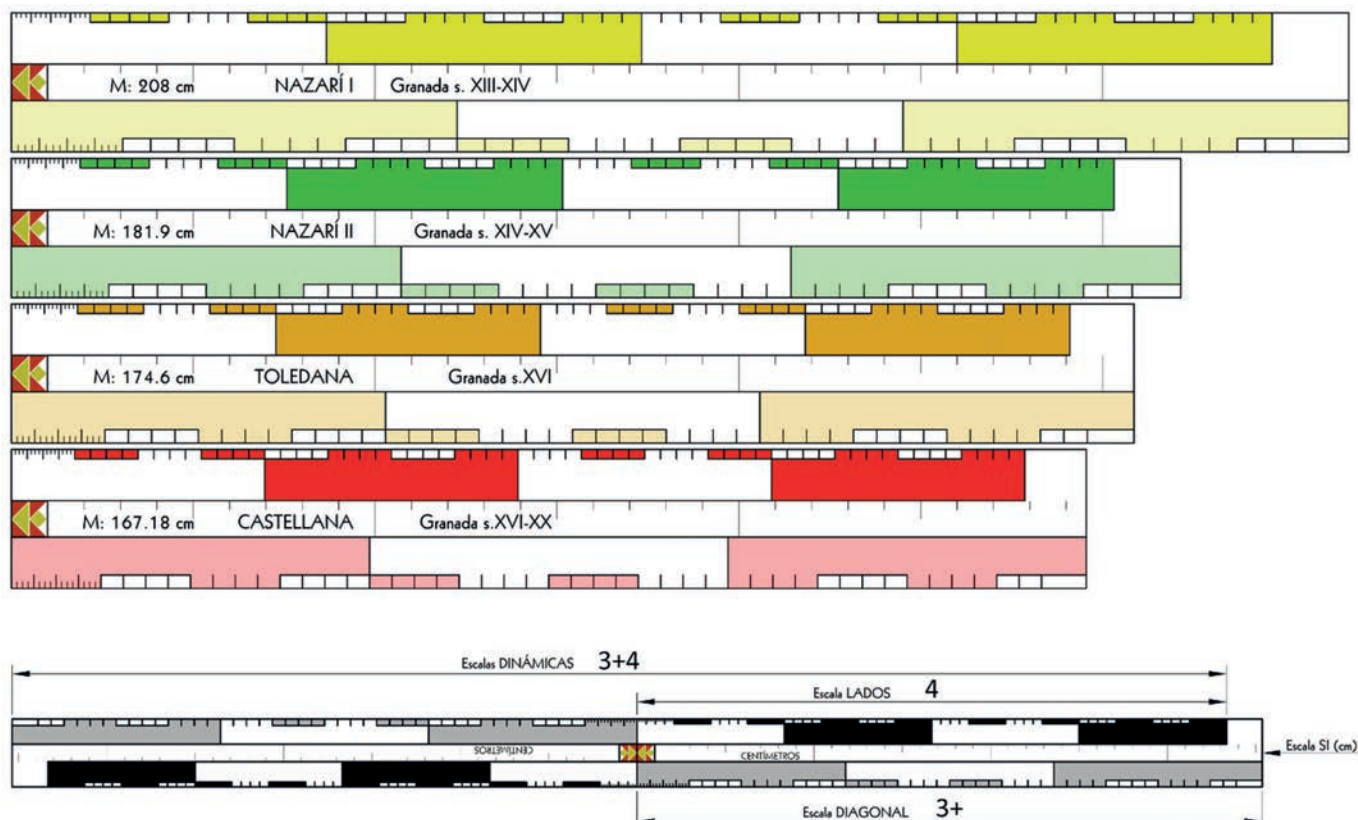 M: 208 cm NAZARÍ I Granada s. XIII-XIV
M: 181.9 cm NAZARÍ II Granada s. XIV-XV
M: 174.6 cm TOLEDANA Granada s.XVI
M: 167.18 cm CASTELLANA Granada s.XVI-XX
Escalas DINÁMICAS 3+4
Escala LADOS 4
CENTÍMETROS CENTÍMETROS Escala SI (cm)
Escala DIAGONAL 3+